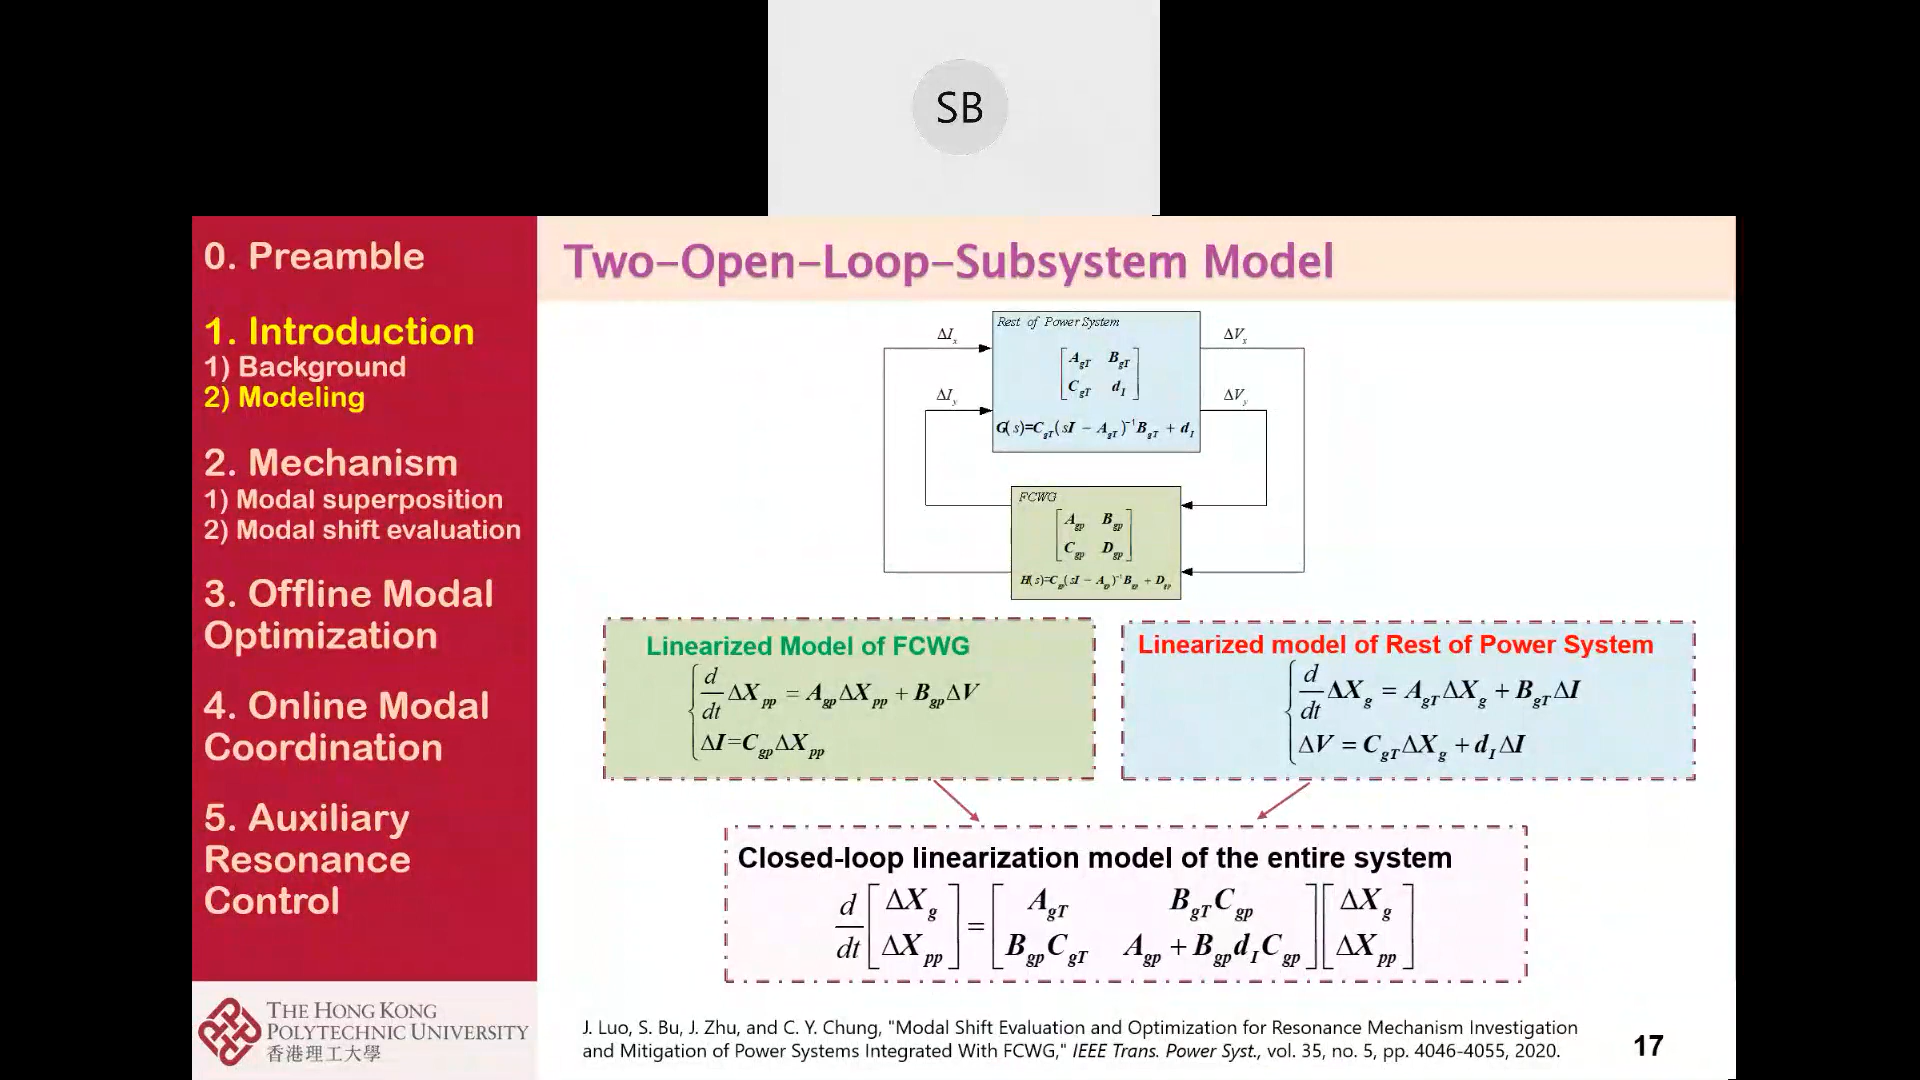 SB
0. Preamble
1. Introduction
1) Background
2) Modeling
2. Mechanism
1) Modal superposition
2) Modal shift evaluation
3. Offline Modal
Optimization
4. Online Modal
Coordination
5. Auxiliary
Resonance
Control
THE HONG KONG
POLYTECHNIC UNIVERSITY
香港理工大學
Two-Open-Loop-Subsystem Model
ΔI_x
ΔI_y
Rest of Power System
A_gT B_gT
C_gT d_I
G(s)=C_gT(sI − A_gT)^−1 B_gT + d_I
ΔV_x
ΔV_y
FCWG
A_gp B_gp
C_gp D_gp
H(s)=C_gp(sI − A_gp)^−1 B_gp + D_gp
Linearized Model of FCWG
d/dt ΔX_pp = A_gp ΔX_pp + B_gp ΔV
ΔI=C_gp ΔX_pp
Linearized model of Rest of Power System
d/dt ΔX_g = A_gT ΔX_g + B_gT ΔI
ΔV = C_gT ΔX_g + d_I ΔI
Closed-loop linearization model of the entire system
d/dt [ΔX_g; ΔX_pp] = [A_gT B_gT C_gp; B_gp C_gT A_gp + B_gp d_I C_gp] [ΔX_g; ΔX_pp]
J. Luo, S. Bu, J. Zhu, and C. Y. Chung, "Modal Shift Evaluation and Optimization for Resonance Mechanism Investigation
and Mitigation of Power Systems Integrated With FCWG," IEEE Trans. Power Syst., vol. 35, no. 5, pp. 4046-4055, 2020.
17